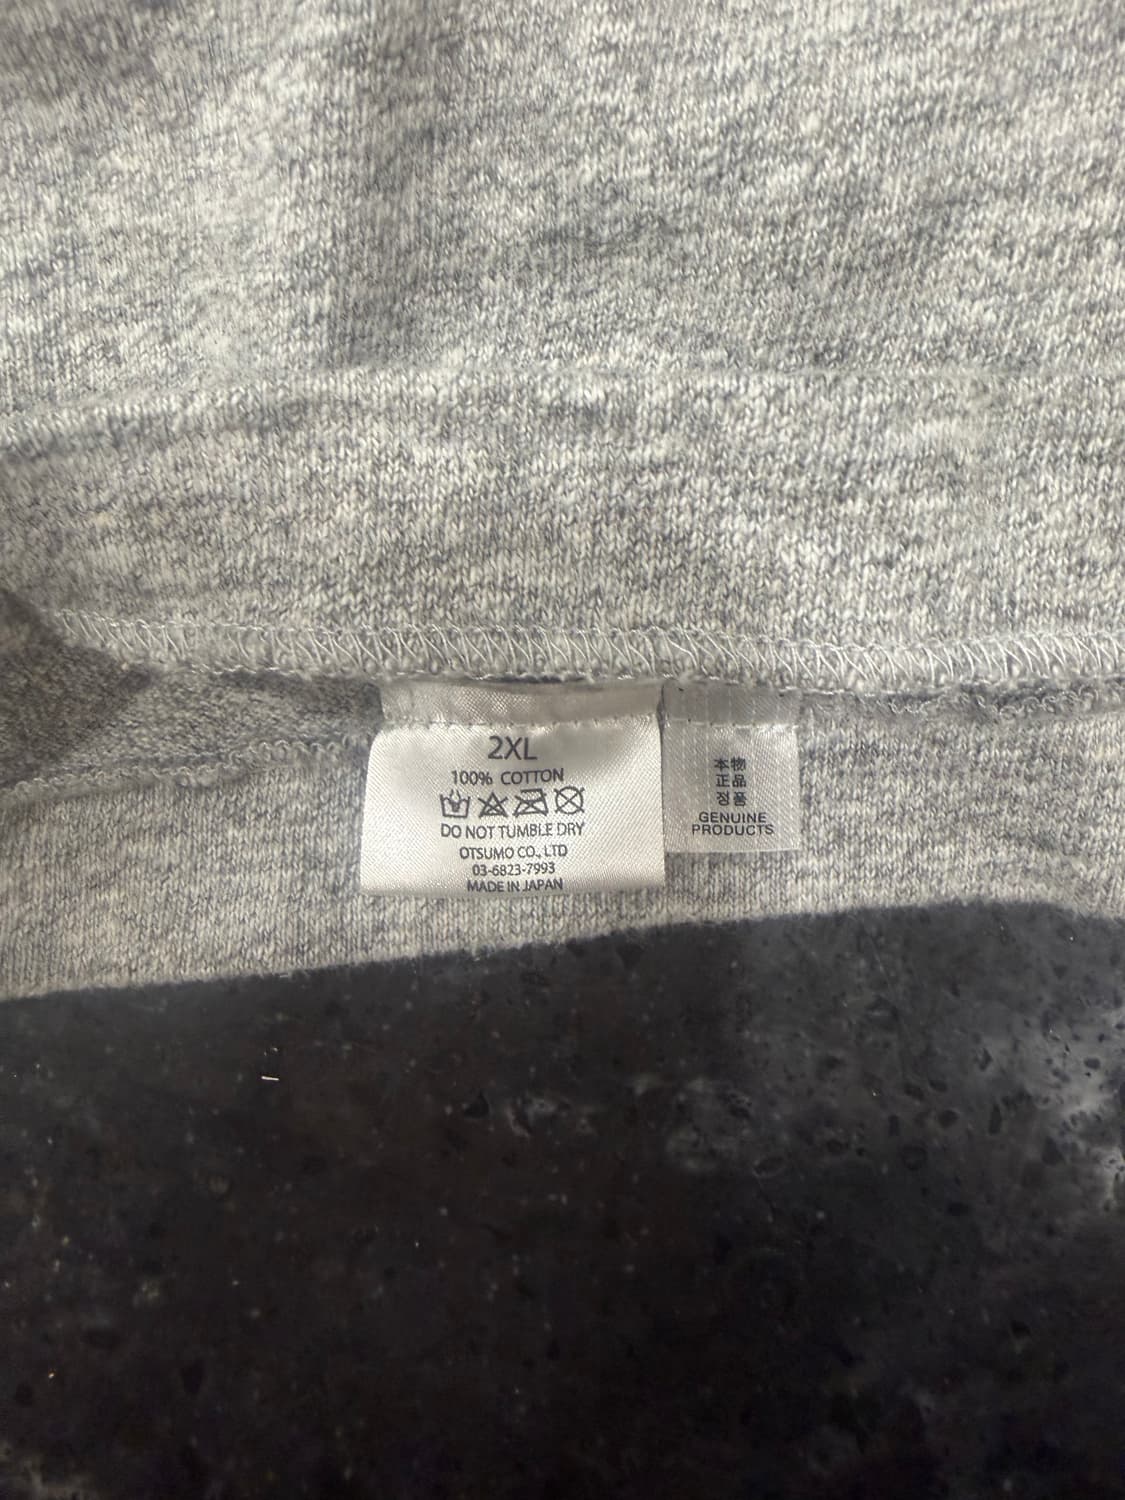 2XL
100% COTTON
DO NOT TUMBLE DRY
OTSUMO CO., LTD
03-6823-7993
MADE IN JAPAN
本物
正品
정품
GENUINE
PRODUCTS